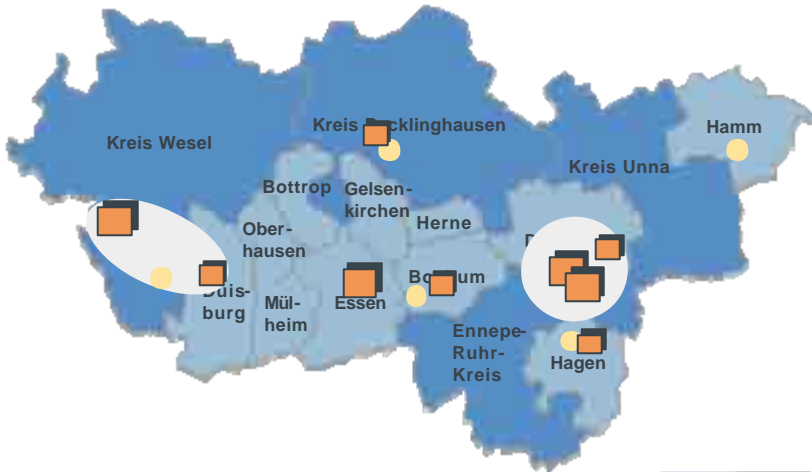 Kreis Wesel
Kreis
cklinghausen
Hamm
Kreis Unna
Bottrop
Gelsen-
kirchen
Herne
Ober-
hausen
Duis-
burg
Mül-
heim
Essen
Bo
um
Ennepe-
Ruhr-
Kreis
Hagen